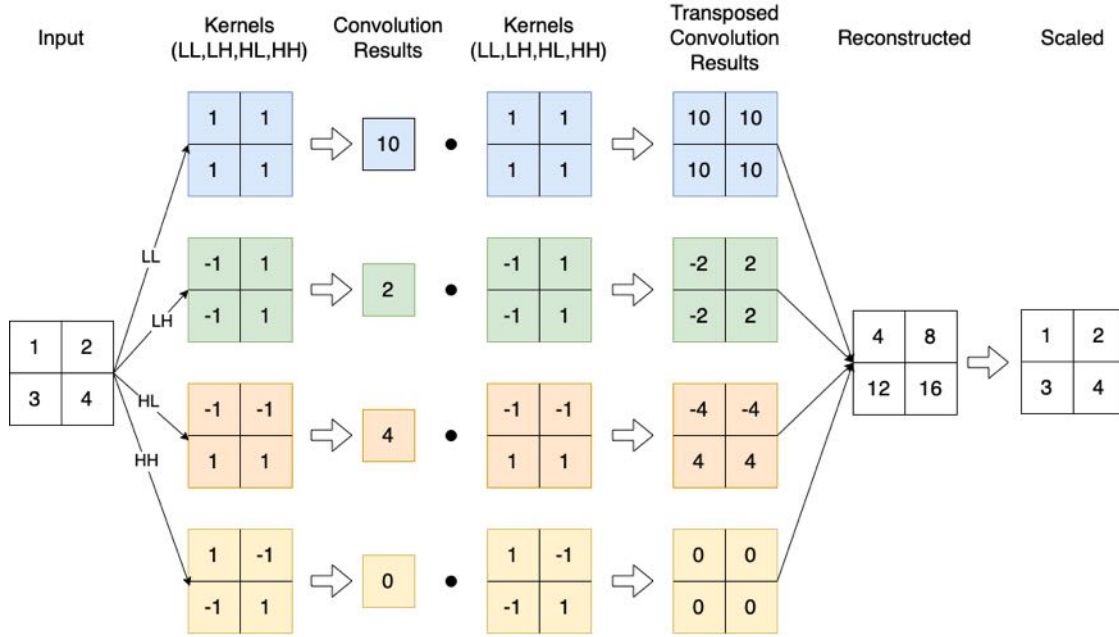 Input
Kernels
(LL,LH,HL,HH)
Convolution
Results
Kernels
(LL,LH,HL,HH)
Transposed
Convolution
Results
Reconstructed
Scaled
1 1
1 1
10
1 1
1 1
10 10
10 10
LL
-1 1
-1 1
2
-1 1
-1 1
-2 2
-2 2
LH
1 2
3 4
4 8
12 16
1 2
3 4
HL
-1 -1
1 1
4
-1 -1
1 1
-4 -4
4 4
HH
1 -1
-1 1
0
1 -1
-1 1
0 0
0 0